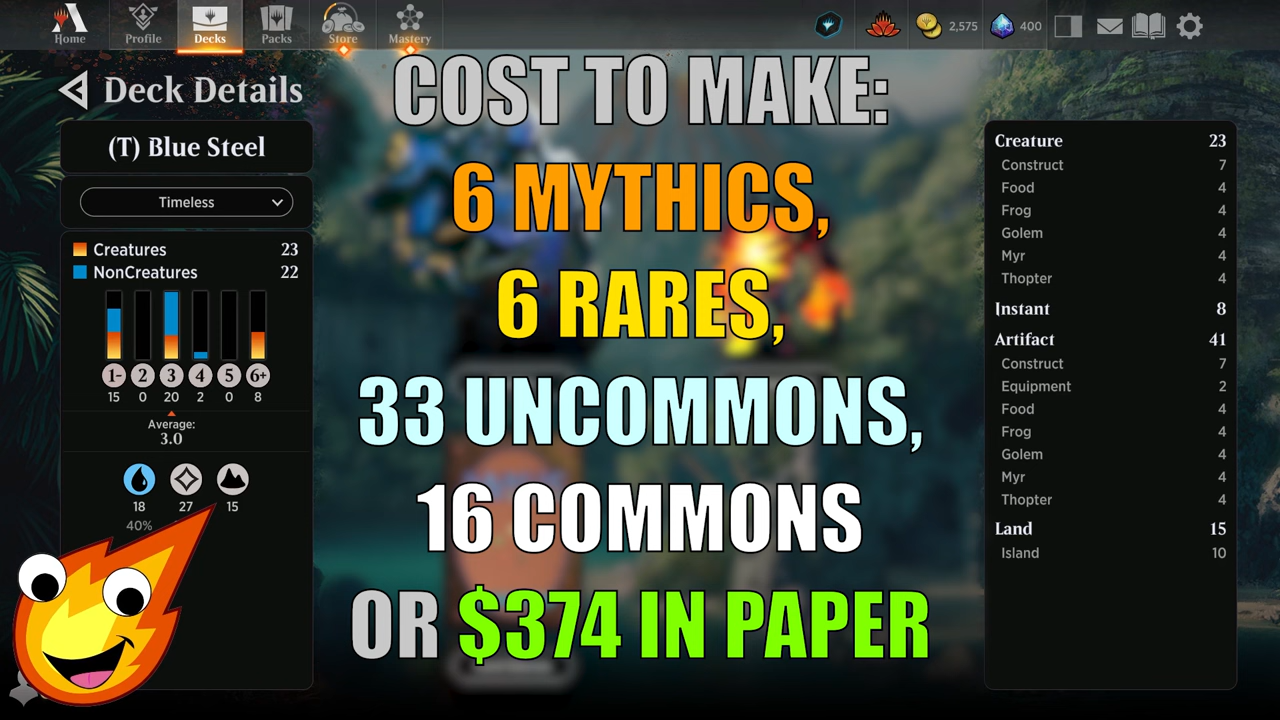 Home
Profile
Decks
Packs
Store
Mastery
2,575
400
Deck Details
(T) Blue Steel
Timeless
Creatures 23
NonCreatures 22
1- 2 3 4 5 6+
15 0 20 2 0 8
Average:
3.0
18 27 15
40%
COST TO MAKE:
6 MYTHICS,
6 RARES,
33 UNCOMMONS,
16 COMMONS
OR $374 IN PAPER
Creature 23
Construct 7
Food 4
Frog 4
Golem 4
Myr 4
Thopter 4
Instant 8
Artifact 41
Construct 7
Equipment 2
Food 4
Frog 4
Golem 4
Myr 4
Thopter 4
Land 15
Island 10